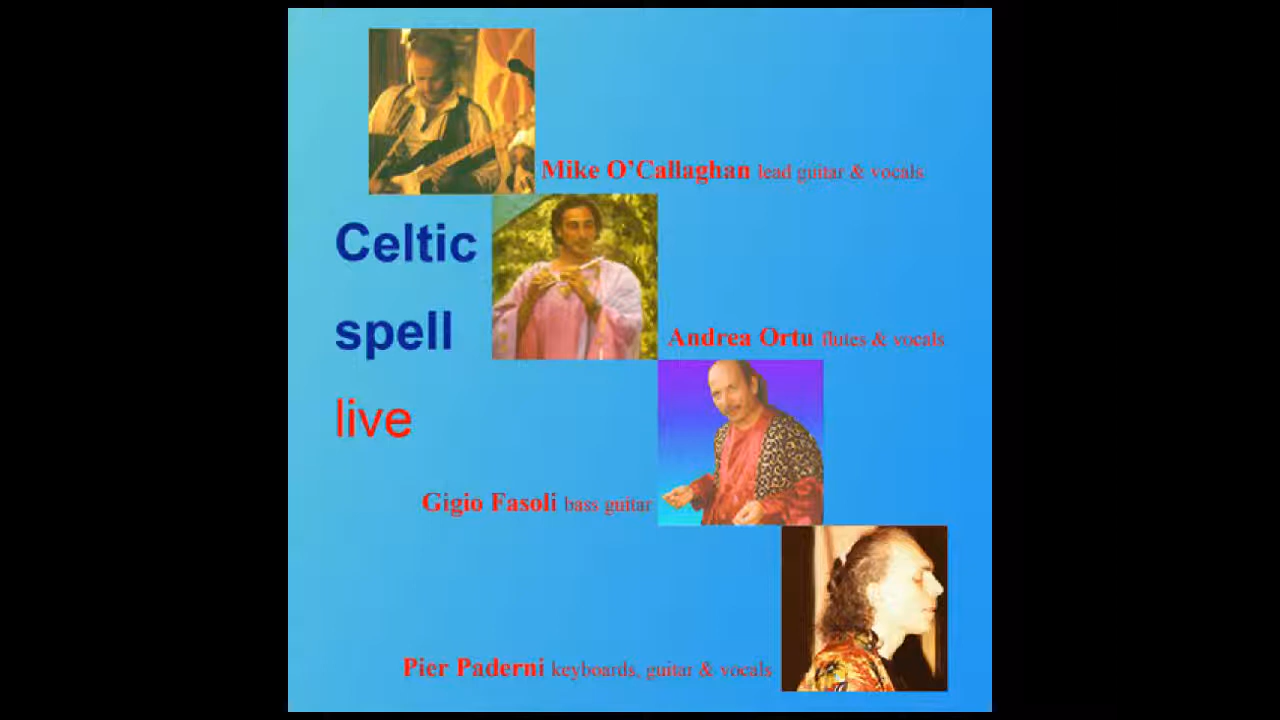 Mike O'Callaghan lead guitar & vocals
Celtic
spell
live
Andrea Ortu flutes & vocals
Gigio Fasoli bass guitar
Pier Paderni keyboards, guitar & vocals